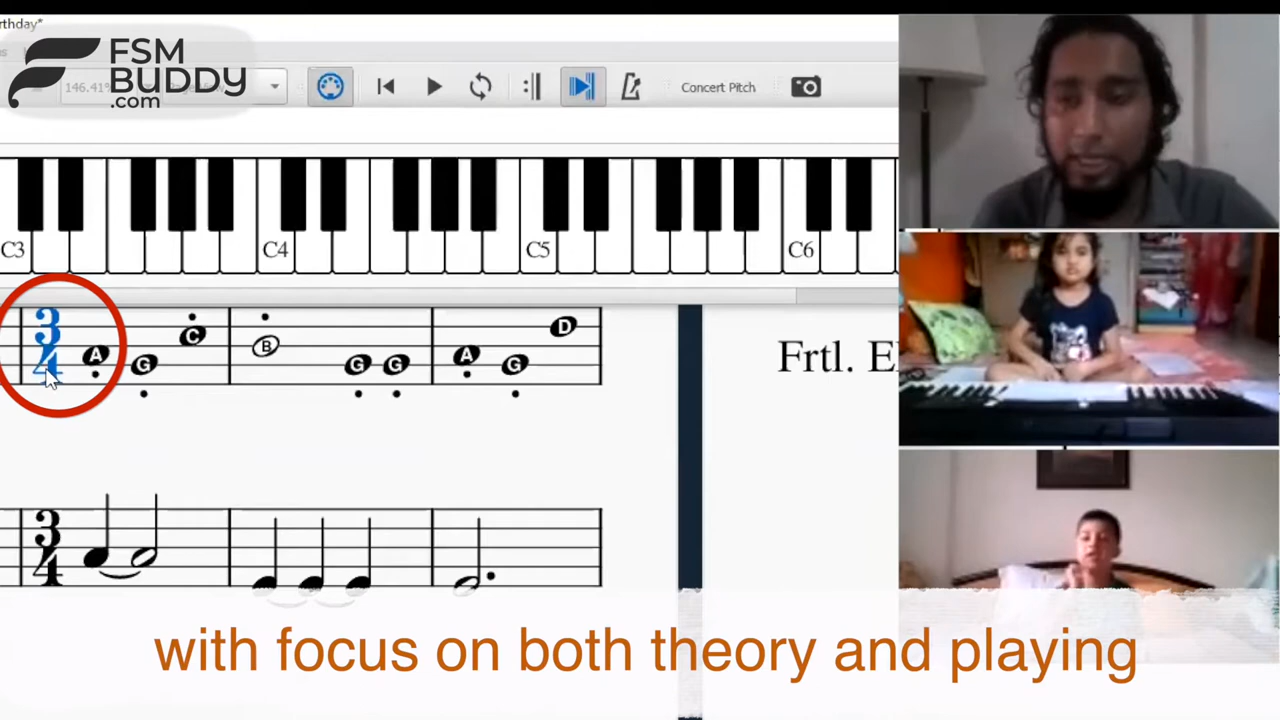 rthday*
FSM
BUDDY
.com
146.41%
Concert Pitch
C3
C4
C5
C6
3
4
A
G
C
B
G
G
A
G
D
Frtl. E
3
4
with focus on both theory and playing